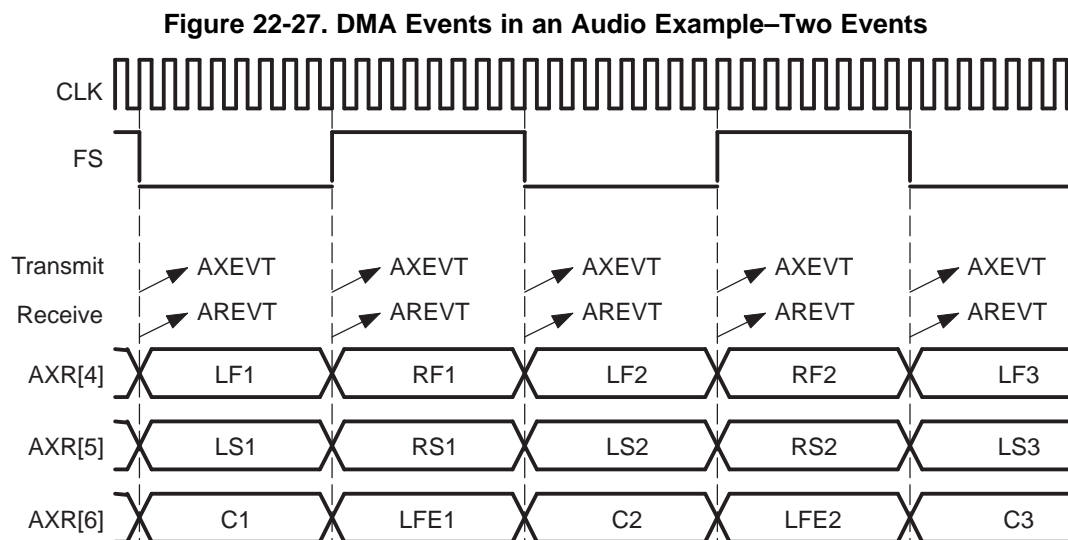 Figure 22-27. DMA Events in an Audio Example–Two Events
CLK
FS
Transmit AXEVT AXEVT AXEVT AXEVT AXEVT
Receive AREVT AREVT AREVT AREVT AREVT
AXR[4] LF1 RF1 LF2 RF2 LF3
AXR[5] LS1 RS1 LS2 RS2 LS3
AXR[6] C1 LFE1 C2 LFE2 C3